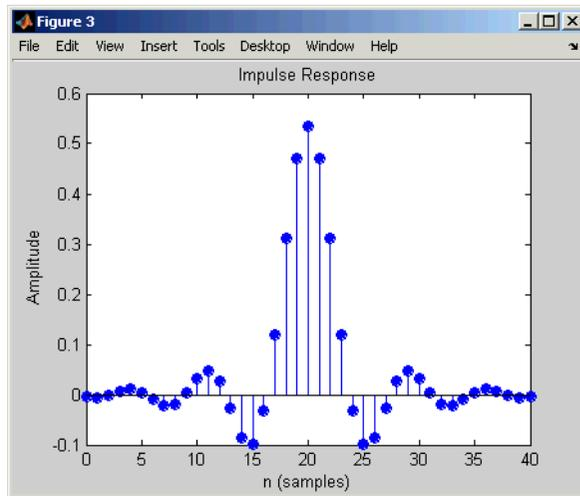 Figure 3
File Edit View Insert Tools Desktop Window Help
Impulse Response
0.6
0.5
0.4
0.3
0.2
0.1
0
-0.1
Amplitude
0 5 10 15 20 25 30 35 40
n (samples)